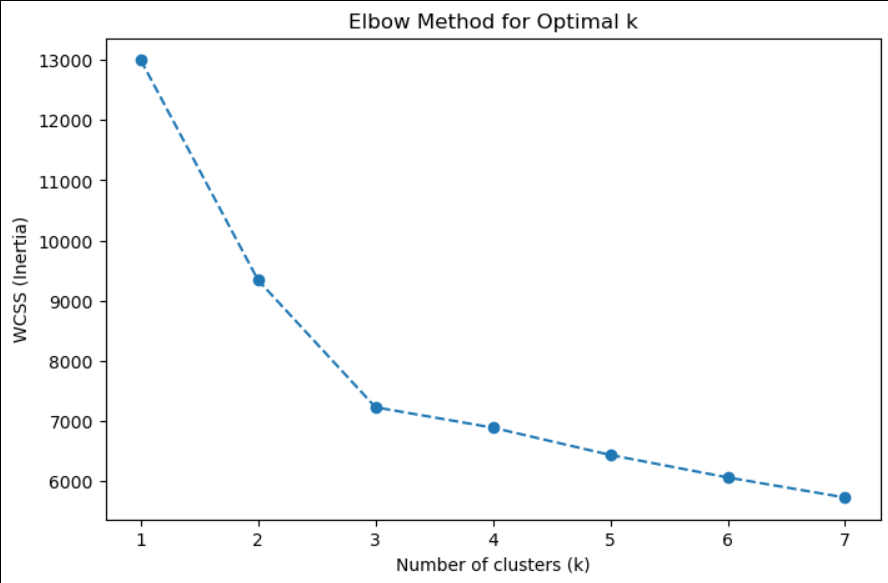 Elbow Method for Optimal k
13000
12000
11000
10000
9000
8000
7000
6000
WCSS (Inertia)
1 2 3 4 5 6 7
Number of clusters (k)